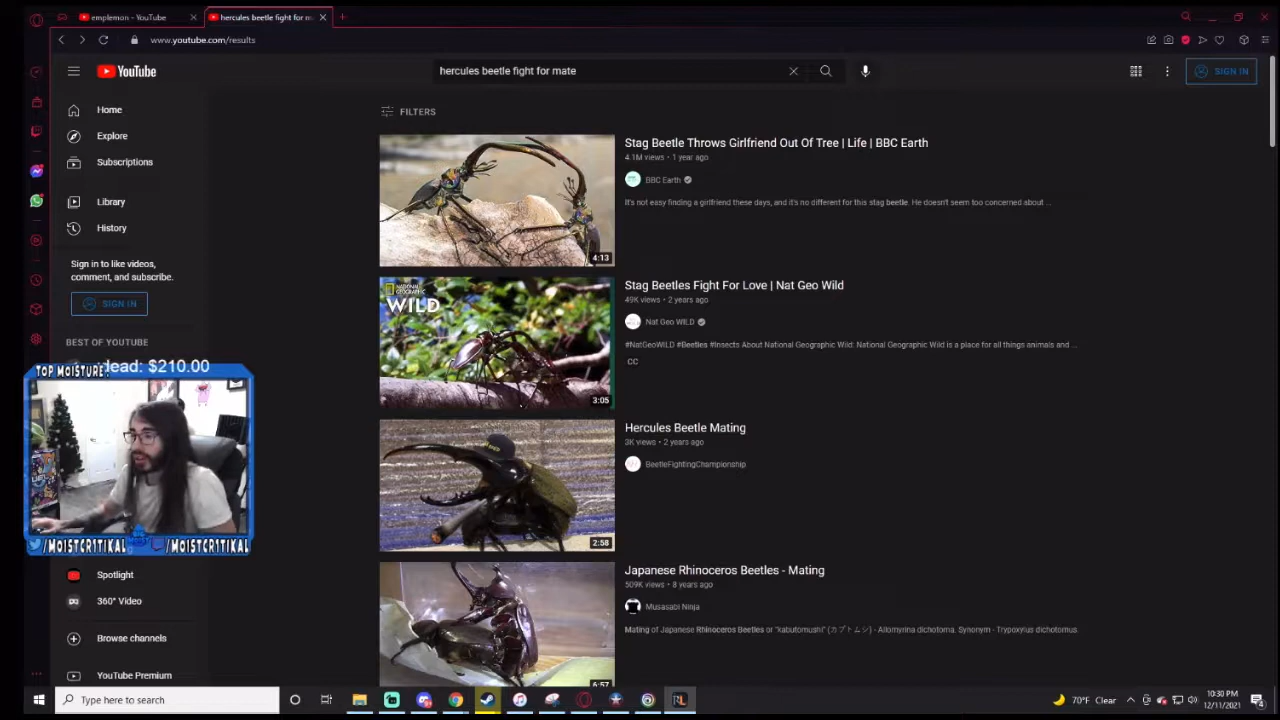 empleman - YouTube
hercules beetle fight for m
www.youtube.com/results
YouTube
hercules beetle fight for mate
SIGN IN
Home
Explore
Subscriptions
Library
History
Sign in to like videos,
comment, and subscribe.
SIGN IN
BEST OF YOUTUBE
Spotlight
360° Video
Browse channels
YouTube Premium
FILTERS
Stag Beetle Throws Girlfriend Out Of Tree | Life | BBC Earth
4.1M views • 1 year ago
BBC Earth
It's not easy finding a girlfriend these days, and it's no different for this stag beetle. He doesn't seem too concerned about ...
4:13
NATIONAL GEOGRAPHIC
WILD
3:05
Stag Beetles Fight For Love | Nat Geo Wild
49K views • 2 years ago
Nat Geo WILD
#NatGeoWILD #Beetles #Insects About National Geographic Wild: National Geographic Wild is a place for all things animals and ...
CC
2:58
Hercules Beetle Mating
3K views • 2 years ago
BeetleFightingChampionship
6:57
Japanese Rhinoceros Beetles - Mating
509K views • 8 years ago
Musasabi Ninja
Mating of Japanese Rhinoceros Beetles or "kabutomushi" (カブトムシ) - Allomyrina dichotoma. Synonym - Trypoxylus dichotomus.
TOP MOISTURE:
lead: $210.00
/MOISTCR1TIKAL
/MOISTCR1TIKAL
Type here to search
70°F Clear
10:30 PM
12/11/2021